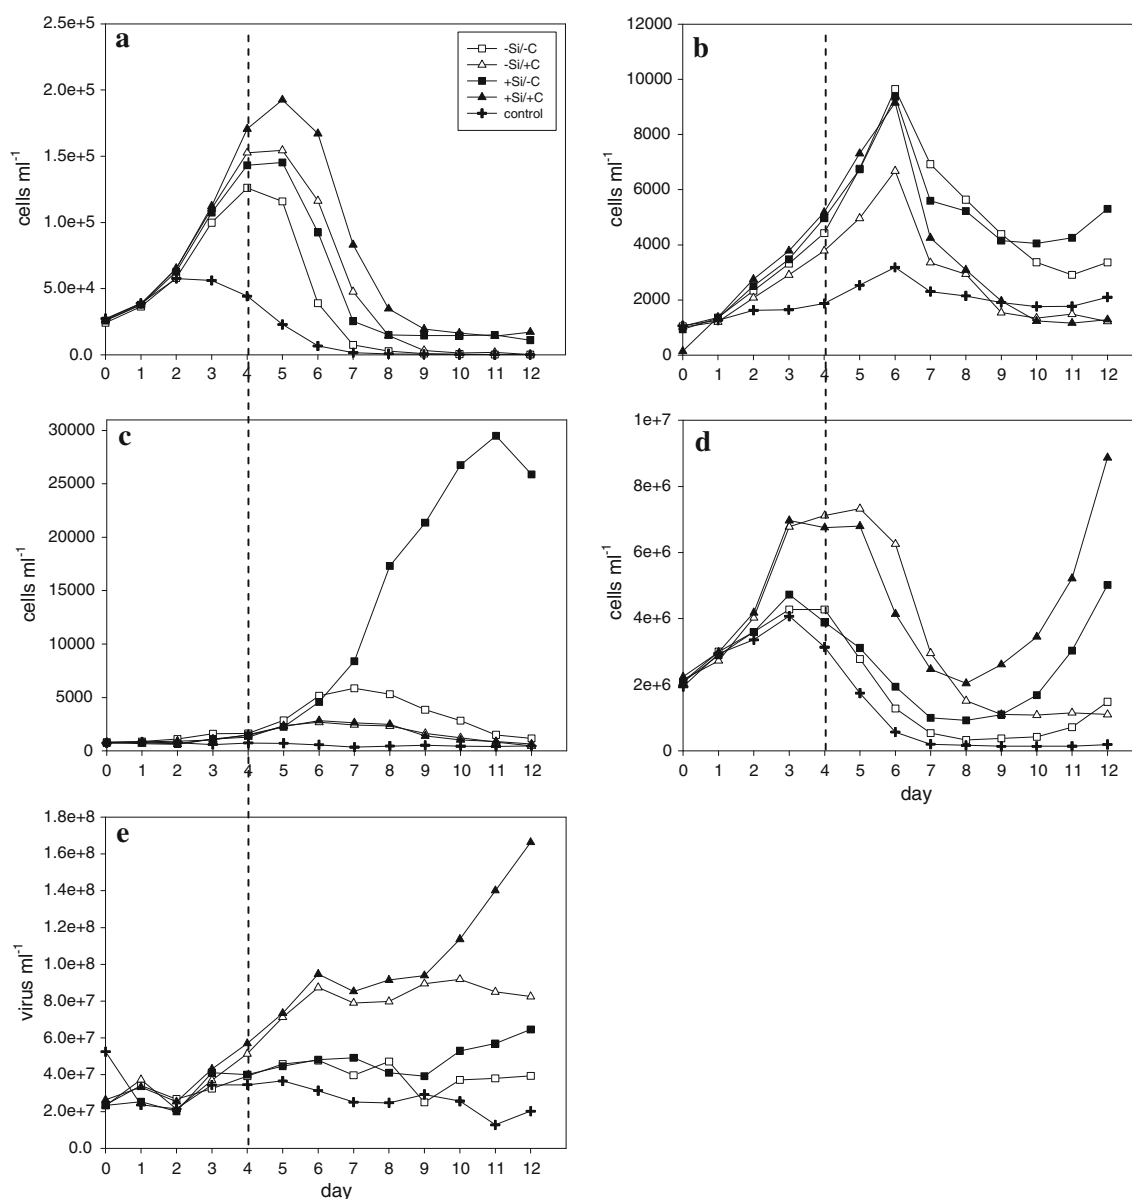 a
2.5e+5
2.0e+5
1.5e+5
1.0e+5
5.0e+4
0.0
cells ml-1
-Si/-C
-Si/+C
+Si/-C
+Si/+C
control
0 1 2 3 4 5 6 7 8 9 10 11 12
b
12000
10000
8000
6000
4000
2000
0
cells ml-1
0 1 2 3 4 5 6 7 8 9 10 11 12
c
30000
25000
20000
15000
10000
5000
0
cells ml-1
0 1 2 3 4 5 6 7 8 9 10 11 12
d
1e+7
8e+6
6e+6
4e+6
2e+6
0
cells ml-1
0 1 2 3 4 5 6 7 8 9 10 11 12
day
e
1.8e+8
1.6e+8
1.4e+8
1.2e+8
1.0e+8
8.0e+7
6.0e+7
4.0e+7
2.0e+7
0.0
virus ml-1
0 1 2 3 4 5 6 7 8 9 10 11 12
day